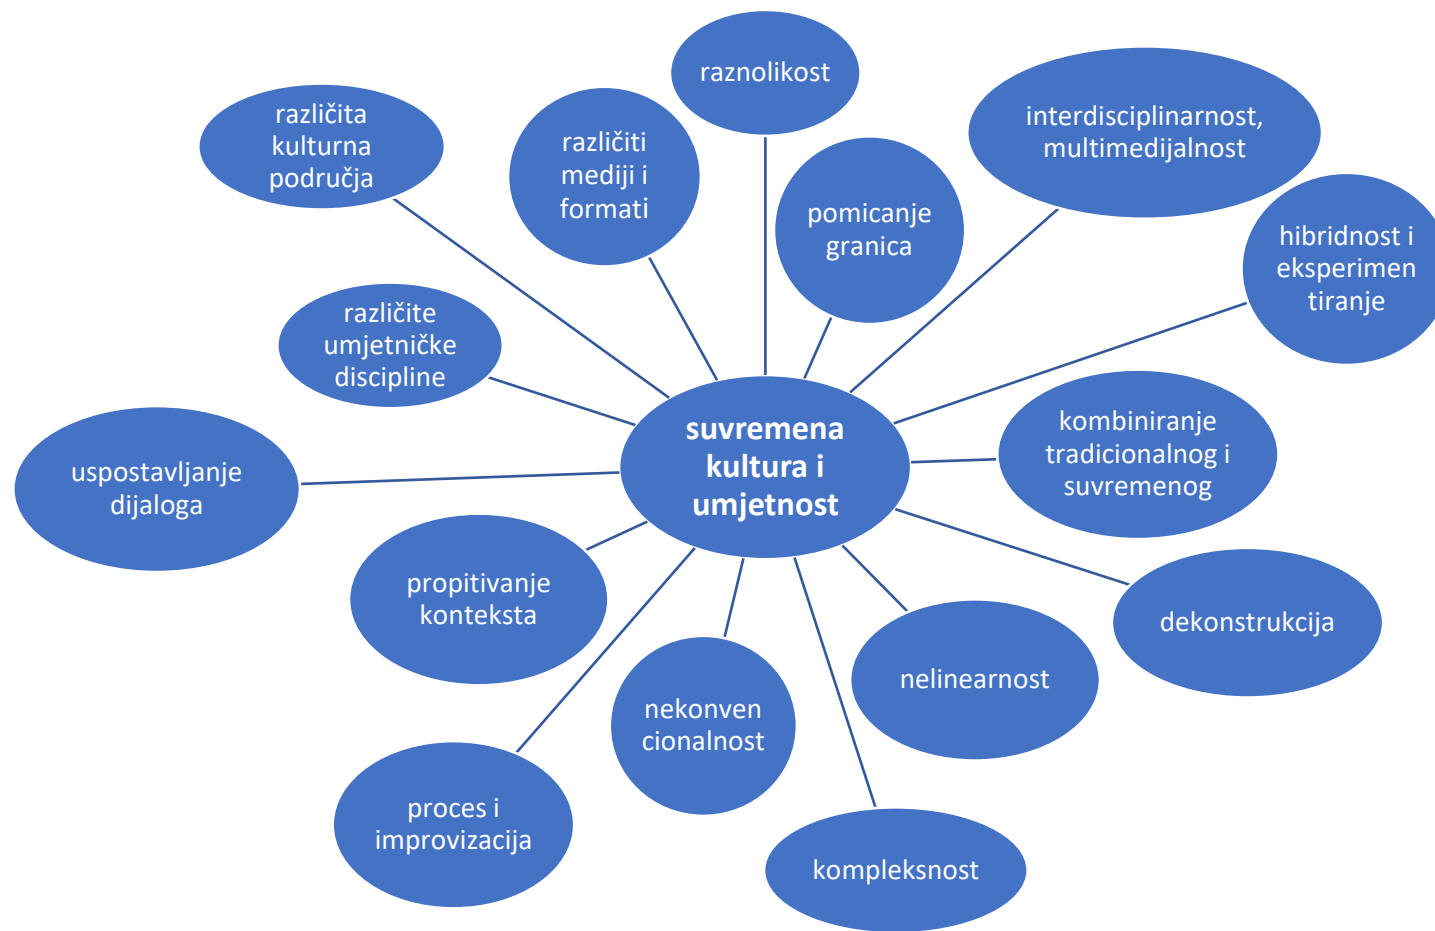 raznolikost
različita
kulturna
područja
različiti
mediji i
formati
interdisciplinarnost,
multimedijalnost
pomicanje
granica
hibridnost i
eksperimen
tiranje
različite
umjetničke
discipline
suvremena
kultura i
umjetnost
kombiniranje
tradicionalnog i
suvremenog
uspostavljanje
dijaloga
propitivanje
konteksta
dekonstrukcija
nelinearnost
nekonven
cionalnost
proces i
improvizacija
kompleksnost